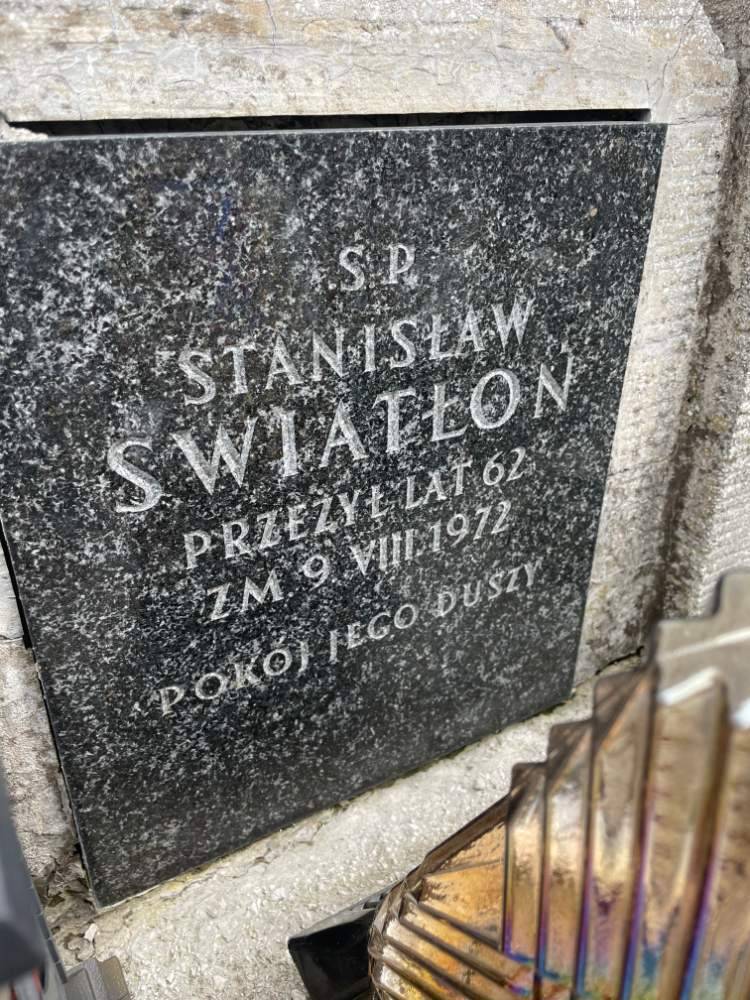 S.P.
STANISŁAW
ŚWIATŁOŃ
PRZEŻYŁ LAT 62
ZM 9 VIII 1972
POKÓJ JEGO DUSZY